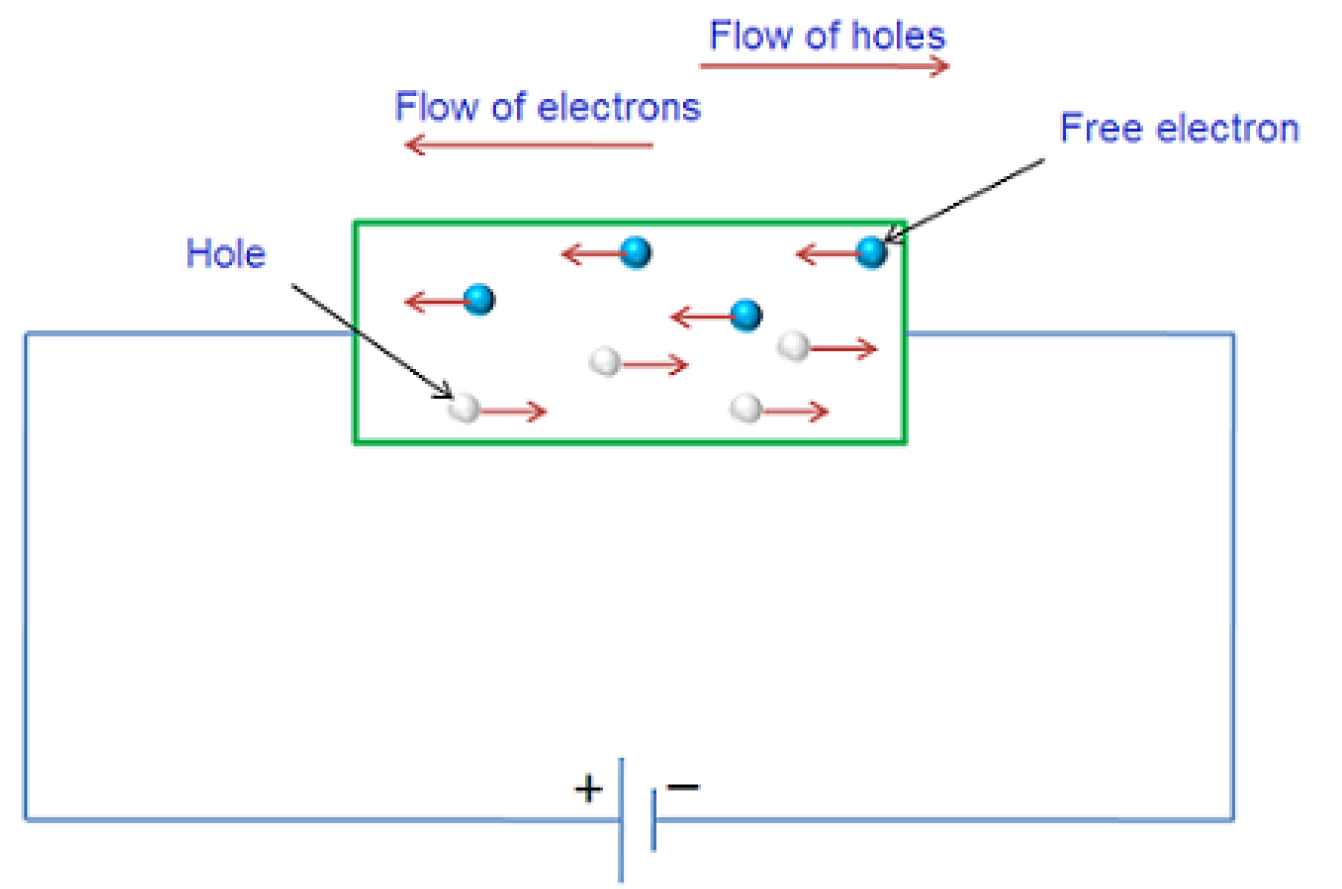 Flow of holes
Flow of electrons
Free electron
Hole
+ −